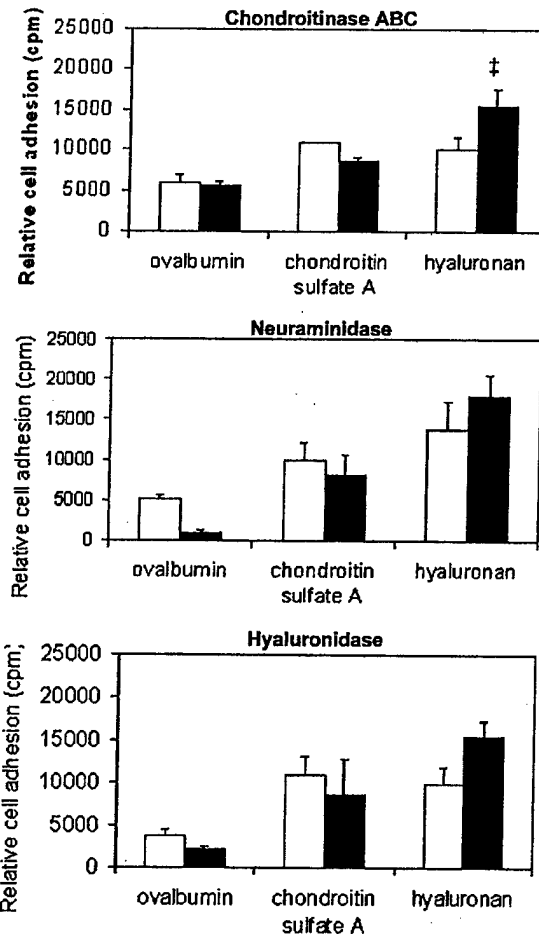 Chondroitinase ABC
Relative cell adhesion (cpm)
25000
20000
15000
10000
5000
0
‡
ovalbumin chondroitin hyaluronan
sulfate A
Neuraminidase
Relative cell adhesion (cpm)
25000
20000
15000
10000
5000
0
ovalbumin chondroitin hyaluronan
sulfate A
Hyaluronidase
Relative cell adhesion (cpm)
25000
20000
15000
10000
5000
0
ovalbumin chondroitin hyaluronan
sulfate A